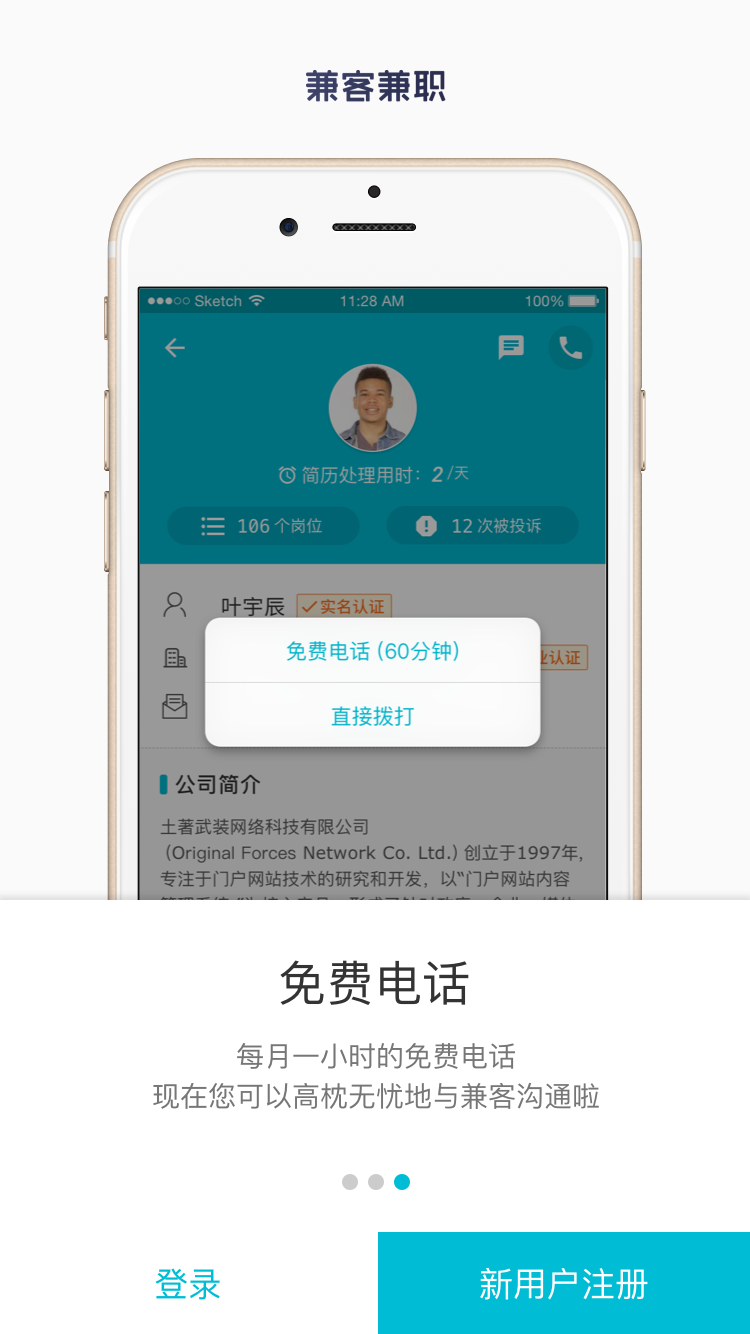 兼客兼职
Sketch 11:28 AM 100%
简历处理用时：2/天
106个岗位 12次被投诉
叶宇辰 实名认证
业认证
免费电话 (60分钟)
直接拨打
公司简介
土著武装网络科技有限公司
（Original Forces Network Co. Ltd.) 创立于1997年,
专注于门户网站技术的研究和开发，以“门户网站内容
免费电话
每月一小时的免费电话
现在您可以高枕无忧地与兼客沟通啦
登录 新用户注册